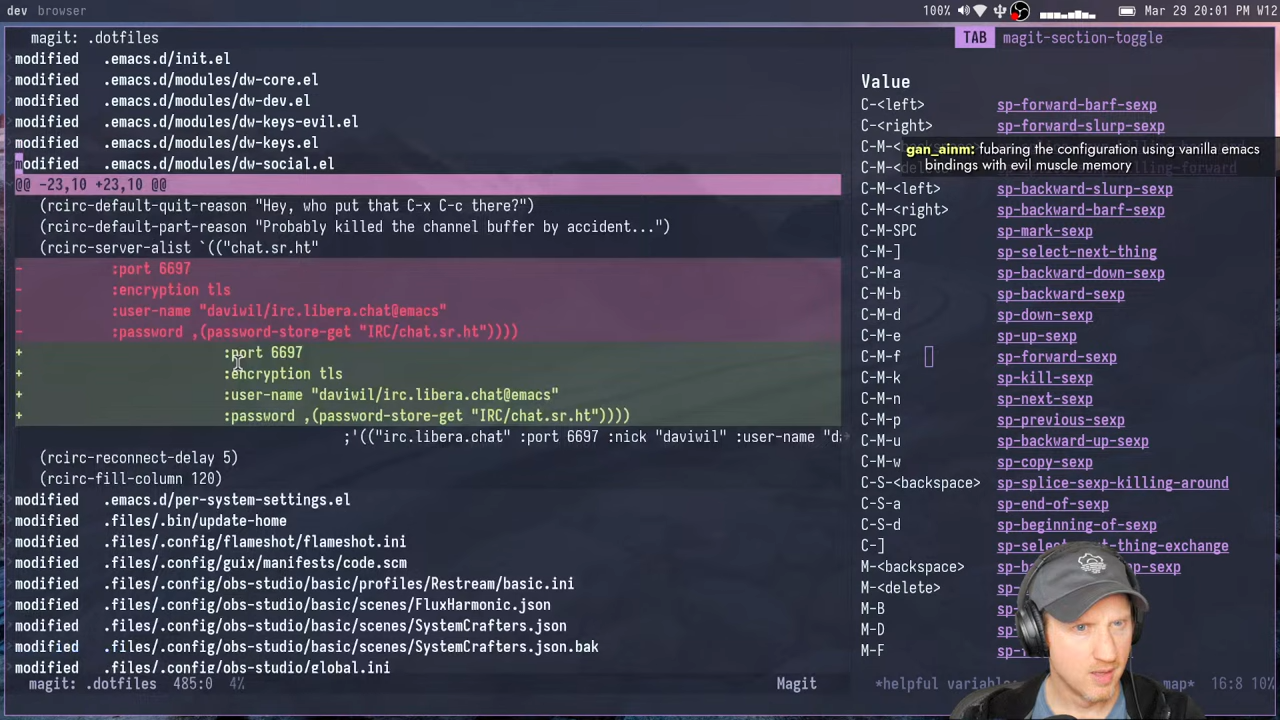 dev browser
100% Mar 29 20:01 PM W12
magit: .dotfiles
modified .emacs.d/init.el
modified .emacs.d/modules/dw-core.el
modified .emacs.d/modules/dw-dev.el
modified .emacs.d/modules/dw-keys-evil.el
modified .emacs.d/modules/dw-keys.el
modified .emacs.d/modules/dw-social.el
@@ -23,10 +23,10 @@
(rcirc-default-quit-reason "Hey, who put that C-x C-c there?")
(rcirc-default-part-reason "Probably killed the channel buffer by accident...")
(rcirc-server-alist `(("chat.sr.ht"
- :port 6697
- :encryption tls
- :user-name "daviwil/irc.libera.chat@emacs"
- :password ,(password-store-get "IRC/chat.sr.ht"))))
+ :port 6697
+ :encryption tls
+ :user-name "daviwil/irc.libera.chat@emacs"
+ :password ,(password-store-get "IRC/chat.sr.ht"))))
;'(("irc.libera.chat" :port 6697 :nick "daviwil" :user-name "d
(rcirc-reconnect-delay 5)
(rcirc-fill-column 120)
modified .emacs.d/per-system-settings.el
modified .files/.bin/update-home
modified .files/.config/flameshot/flameshot.ini
modified .files/.config/guix/manifests/code.scm
modified .files/.config/obs-studio/basic/profiles/Restream/basic.ini
modified .files/.config/obs-studio/basic/scenes/FluxHarmonic.json
modified .files/.config/obs-studio/basic/scenes/SystemCrafters.json
modified .files/.config/obs-studio/basic/scenes/SystemCrafters.json.bak
modified .files/.config/obs-studio/global.ini
magit: .dotfiles 485:0 4% Magit
TAB magit-section-toggle
Value
C-<left> sp-forward-barf-sexp
C-<right> sp-forward-slurp-sexp
gan_ainm: fubaring the configuration using vanilla emacs
bindings with evil muscle memory
C-M-<left> sp-backward-slurp-sexp
C-M-<right> sp-backward-barf-sexp
C-M-SPC sp-mark-sexp
C-M-] sp-select-next-thing
C-M-a sp-backward-down-sexp
C-M-b sp-backward-sexp
C-M-d sp-down-sexp
C-M-e sp-up-sexp
C-M-f sp-forward-sexp
C-M-k sp-kill-sexp
C-M-n sp-next-sexp
C-M-p sp-previous-sexp
C-M-u sp-backward-up-sexp
C-M-w sp-copy-sexp
C-S-<backspace> sp-splice-sexp-killing-around
C-S-a sp-end-of-sexp
C-S-d sp-beginning-of-sexp
C-]
M-<backspace>
M-<delete>
M-B
M-D
M-F
*helpful variable: 16:8 10%